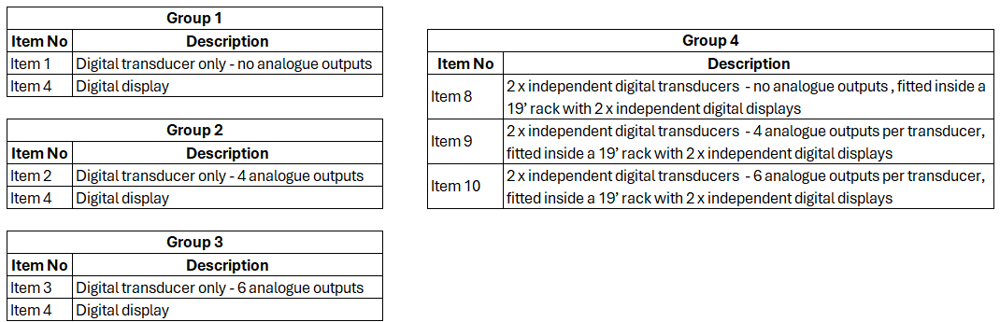 Group 1
Item No Description
Item 1 Digital transducer only - no analogue outputs
Item 4 Digital display
Group 2
Item No Description
Item 2 Digital transducer only - 4 analogue outputs
Item 4 Digital display
Group 3
Item No Description
Item 3 Digital transducer only - 6 analogue outputs
Item 4 Digital display
Group 4
Item No Description
Item 8
2 x independent digital transducers - no analogue outputs , fitted inside a
19’ rack with 2 x independent digital displays
Item 9
2 x independent digital transducers - 4 analogue outputs per transducer,
fitted inside a 19’ rack with 2 x independent digital displays
Item 10
2 x independent digital transducers - 6 analogue outputs per transducer,
fitted inside a 19’ rack with 2 x independent digital displays